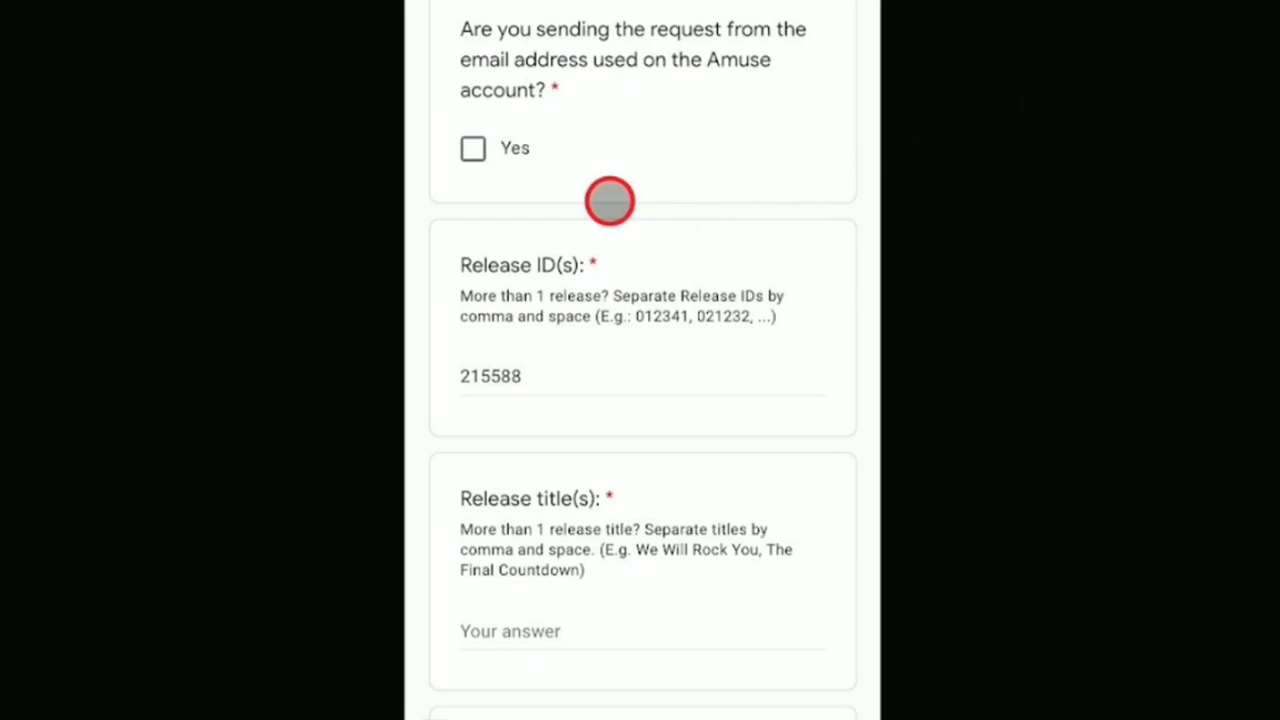 Are you sending the request from the
email address used on the Amuse
account? *
Yes
Release ID(s): *
More than 1 release? Separate Release IDs by
comma and space (E.g.: 012341, 021232, ...)
215588
Release title(s): *
More than 1 release title? Separate titles by
comma and space. (E.g. We Will Rock You, The
Final Countdown)
Your answer